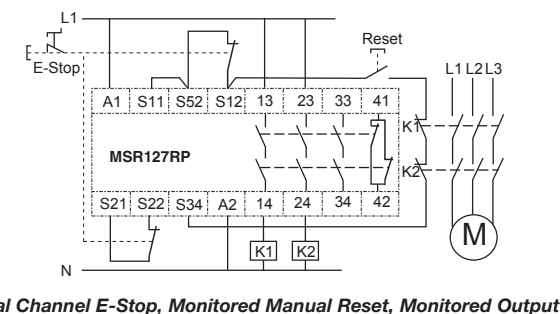 L1
Reset
E-Stop
L1 L2 L3
A1 S11 S52 S12 13 23 33 41
K1
MSR127RP
K2
S21 S22 S34 A2 14 24 34 42
M
K1 K2
N
al Channel E-Stop, Monitored Manual Reset, Monitored Output